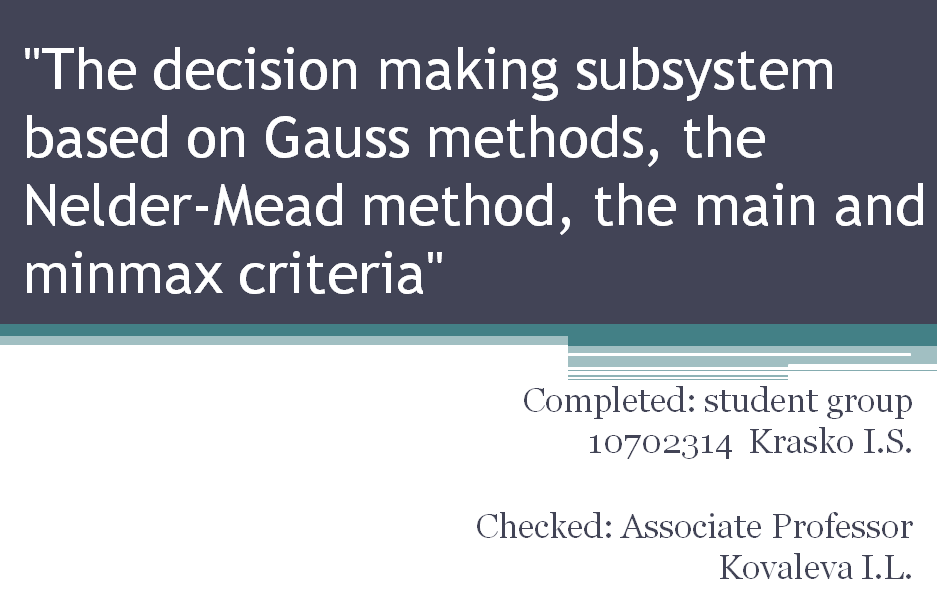 "The decision making subsystem
based on Gauss methods, the
Nelder-Mead method, the main and
minmax criteria"
Completed: student group
10702314 Krasko I.S.
Checked: Associate Professor
Kovaleva I.L.